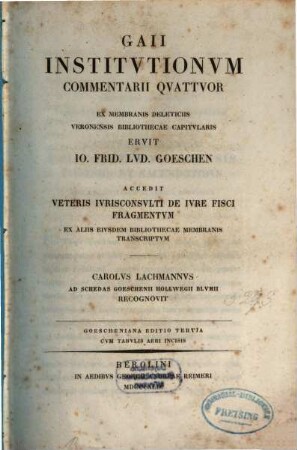 GAII
INSTITVTIONVM
COMMENTARII QVATTVOR
EX MEMBRANIS DELETICIIS
VERONENSIS BIBLIOTHECAE CAPITVLARIS
ERVIT
IO. FRID. LVD. GOESCHEN
ACCEDIT
VETERIS IVRISCONSVLTI DE IVRE FISCI
FRAGMENTVM
EX ALIIS EIVSDEM BIBLIOTHECAE MEMBRANIS
TRANSCRIPTVM
CAROLVS LACHMANNVS
AD SCHEDAS GOESCHENII HOLLWEGII BLVMII
RECOGNOVIT
GOESCHENIANA EDITIO TERTIA
CVM TABVLIS AERI INCISIS
BEROLINI
IN AEDIBVS REIMERI
FREISING